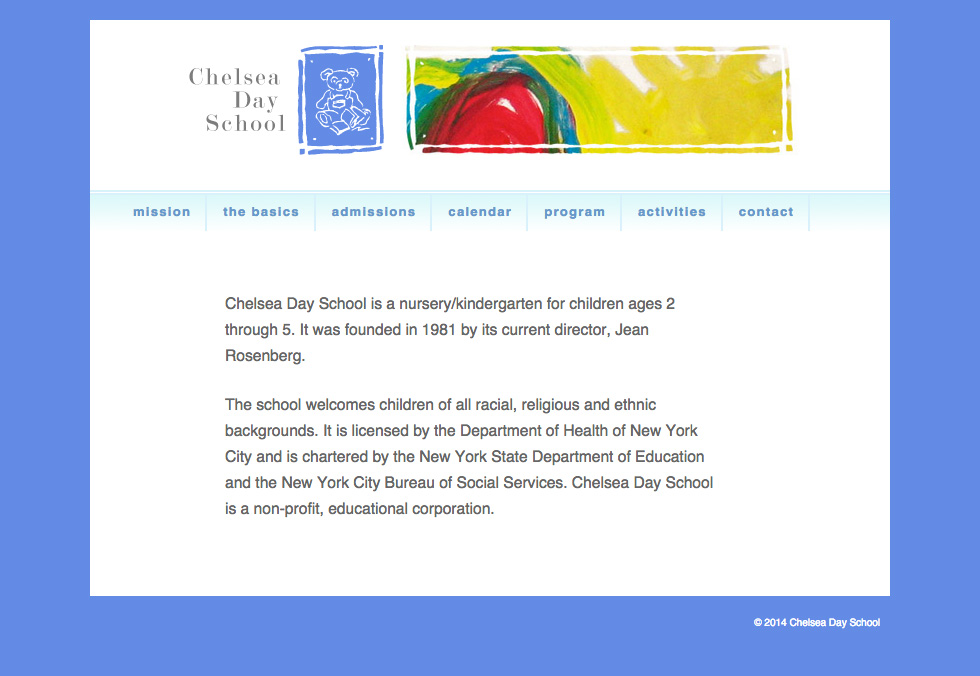 Chelsea
Day
School
mission the basics admissions calendar program activities contact
Chelsea Day School is a nursery/kindergarten for children ages 2
through 5. It was founded in 1981 by its current director, Jean
Rosenberg.
The school welcomes children of all racial, religious and ethnic
backgrounds. It is licensed by the Department of Health of New York
City and is chartered by the New York State Department of Education
and the New York City Bureau of Social Services. Chelsea Day School
is a non-profit, educational corporation.
© 2014 Chelsea Day School